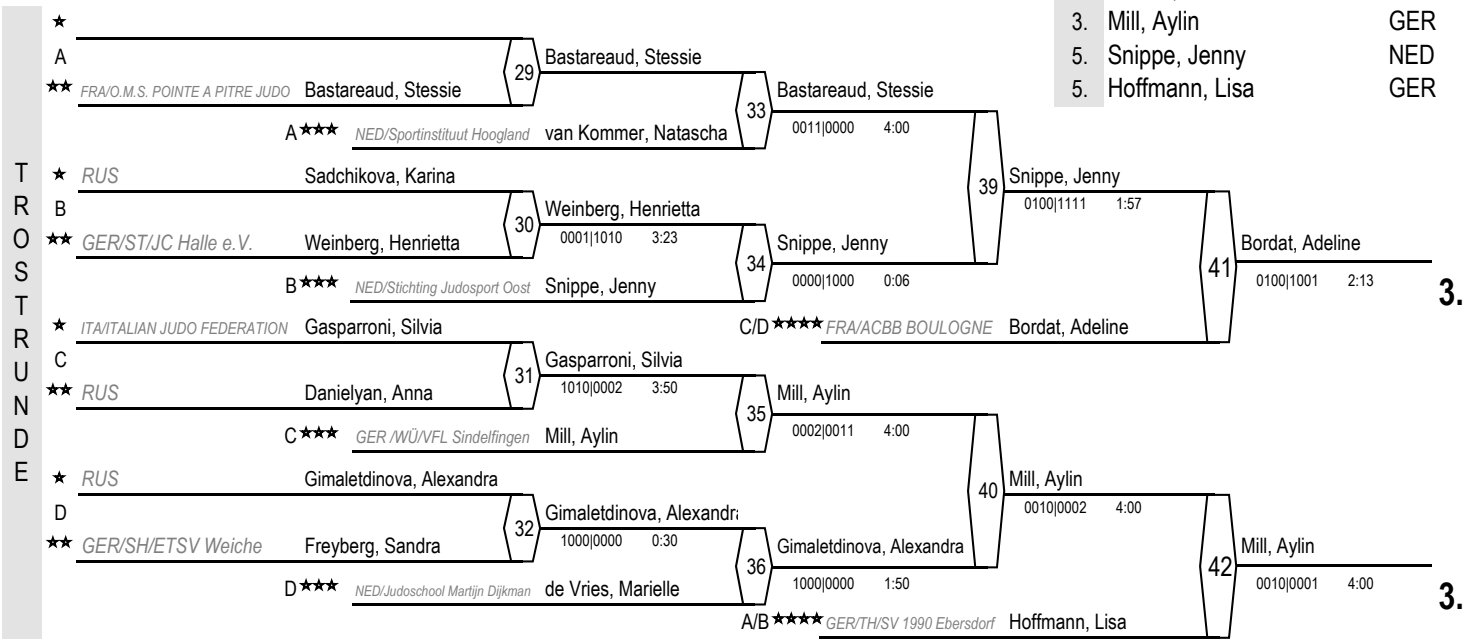 3. Mill, Aylin GER
5. Snippe, Jenny NED
5. Hoffmann, Lisa GER
TROSTRUNDE
A
Bastareaud, Stessie
29
FRA/O.M.S. POINTE A PITRE JUDO Bastareaud, Stessie
Bastareaud, Stessie
33
0011|0000 4:00
A NED/Sportinstituut Hoogland van Kommer, Natascha
RUS Sadchikova, Karina
39
Snippe, Jenny
0100|1111 1:57
B
Weinberg, Henrietta
30
0001|1010 3:23
GER/ST/JC Halle e.V. Weinberg, Henrietta
Snippe, Jenny
34
0000|1000 0:06
Bordat, Adeline
41
0100|1001 2:13
3.
B NED/Stichting Judosport Oost Snippe, Jenny
ITA/ITALIAN JUDO FEDERATION Gasparroni, Silvia
C/D FRA/ACBB BOULOGNE Bordat, Adeline
C
Gasparroni, Silvia
31
1010|0002 3:50
RUS Danielyan, Anna
Mill, Aylin
35
0002|0011 4:00
C GER /WÜ/VFL Sindelfingen Mill, Aylin
RUS Gimaletdinova, Alexandra
40
Mill, Aylin
0010|0002 4:00
D
Gimaletdinova, Alexandr
32
1000|0000 0:30
GER/SH/ETSV Weiche Freyberg, Sandra
Gimaletdinova, Alexandra
36
1000|0000 1:50
Mill, Aylin
42
0010|0001 4:00
3.
D NED/Judoschool Martijn Dijkman de Vries, Marielle
A/B GER/TH/SV 1990 Ebersdorf Hoffmann, Lisa